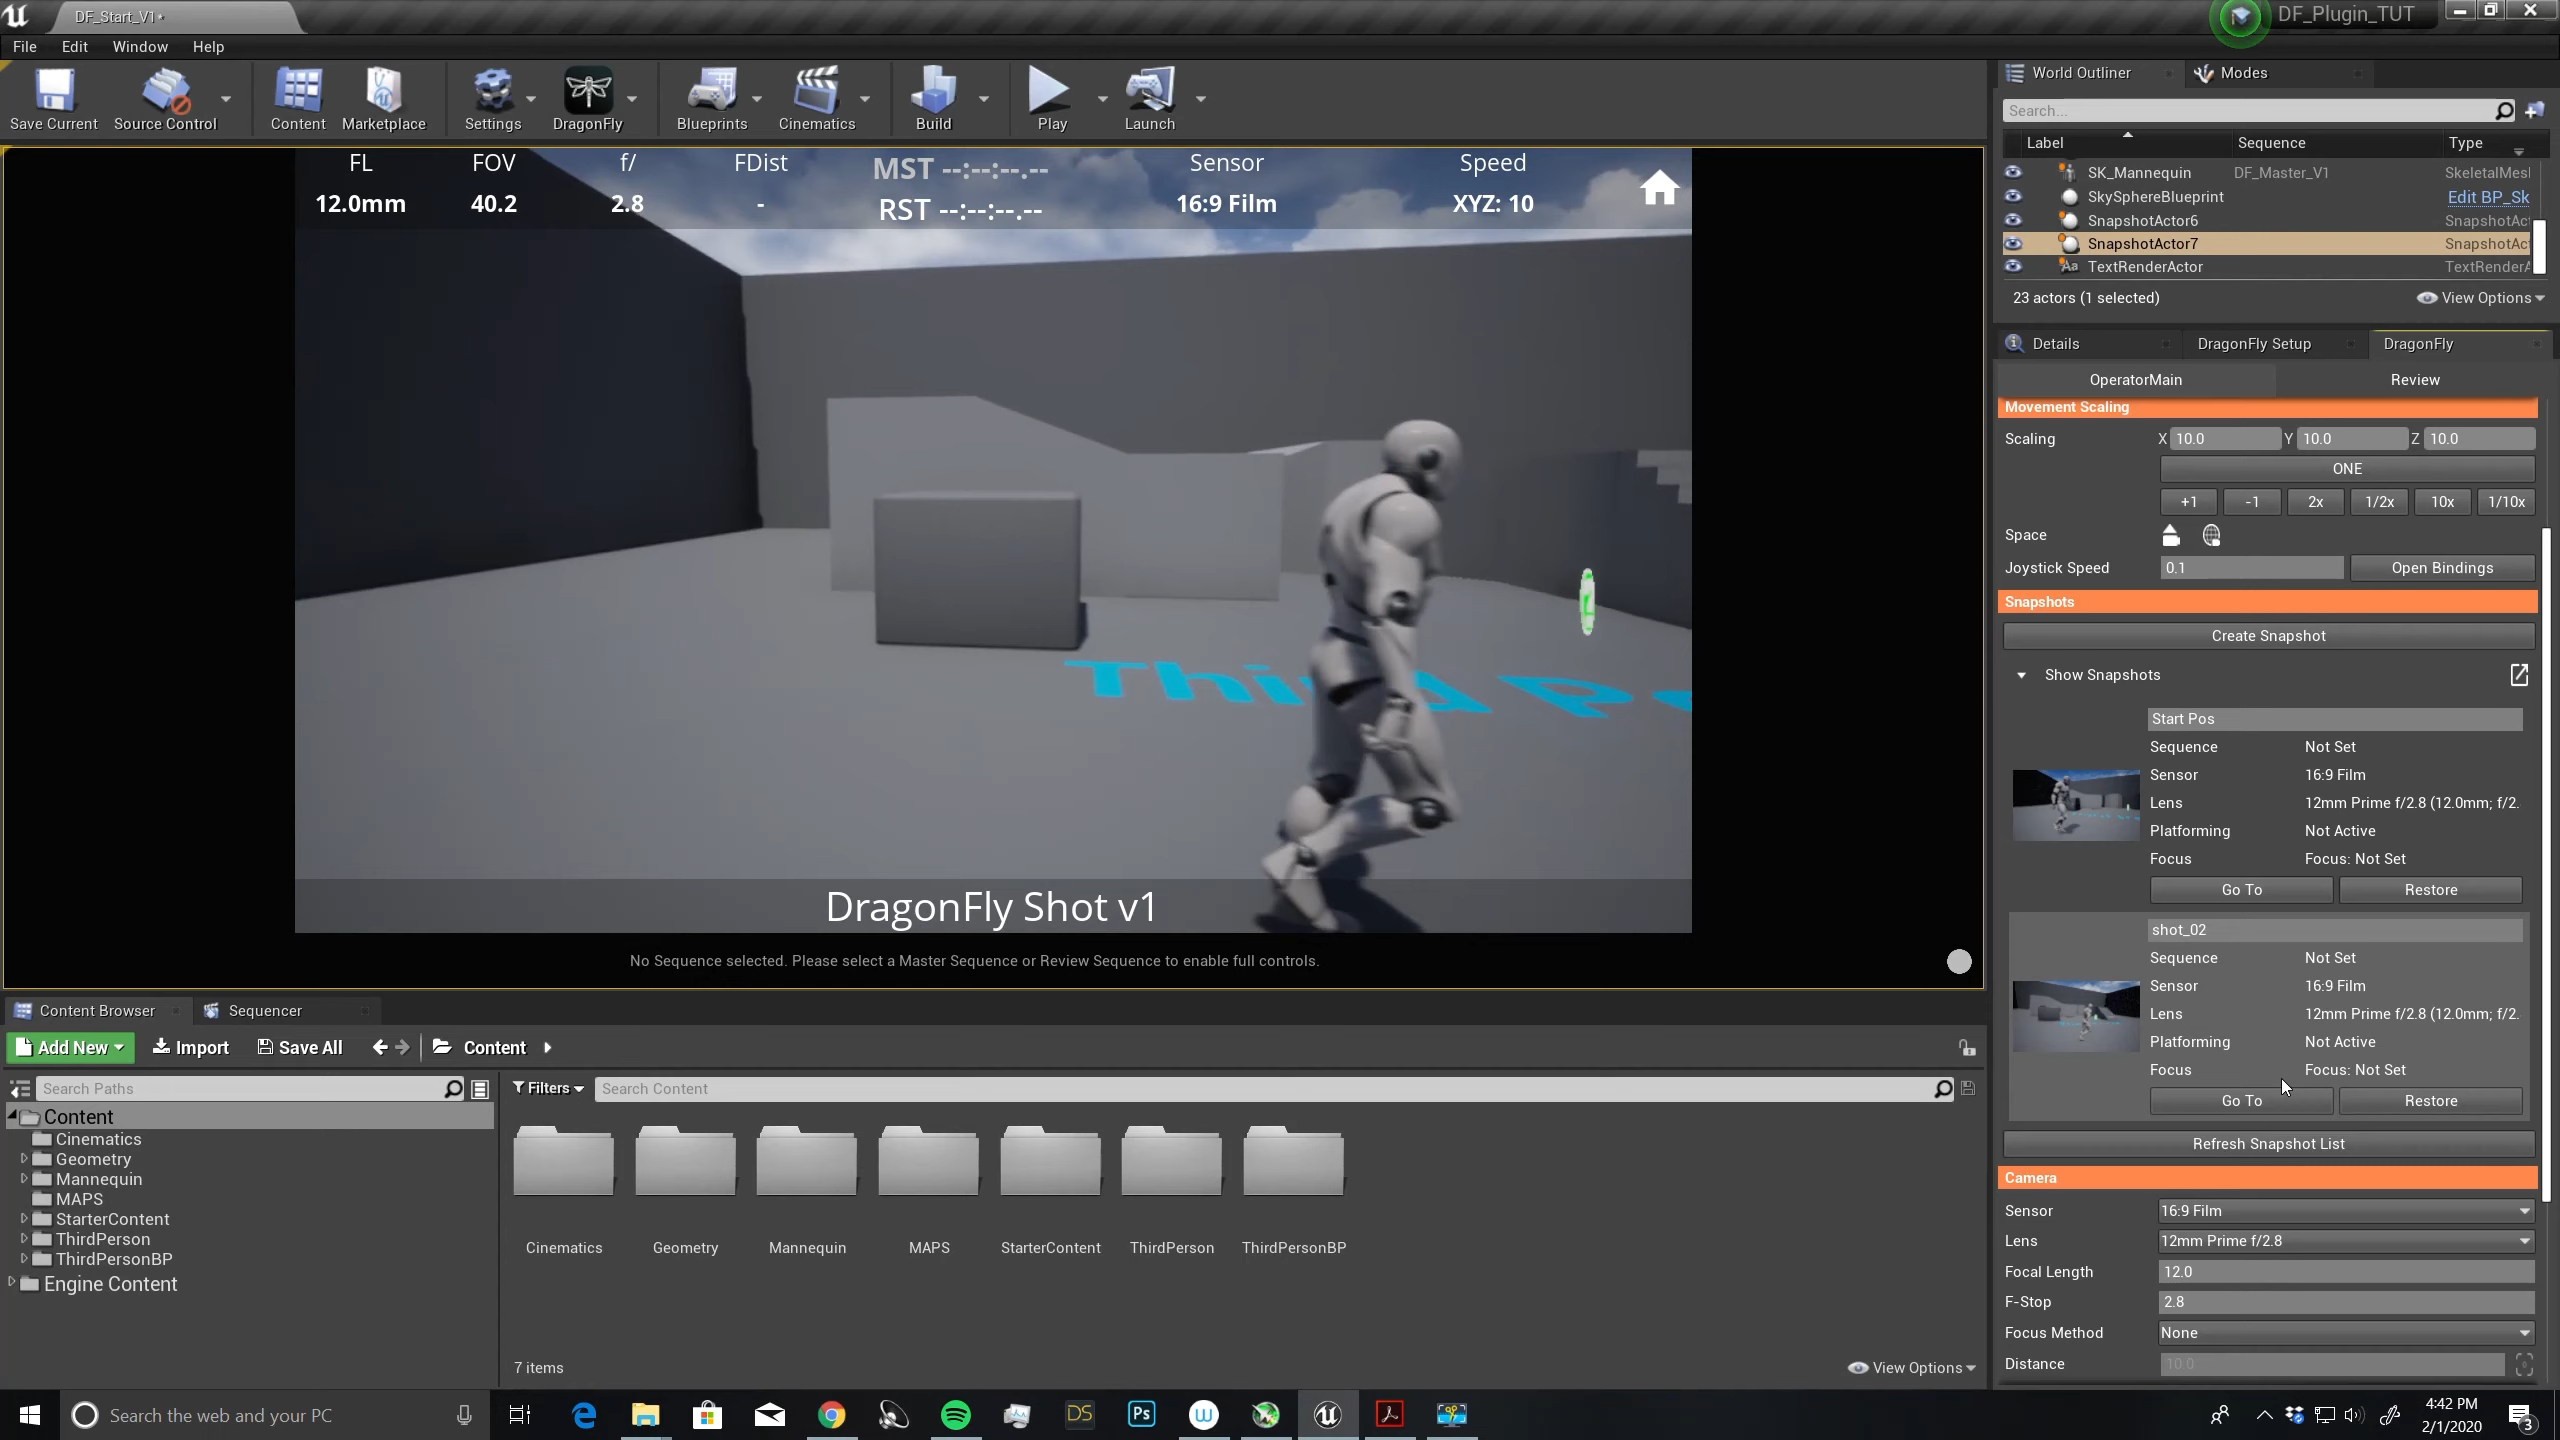 DF_Start_V1*
DF_Plugin_TUT
File Edit Window Help
Save Current Source Control Content Marketplace Settings DragonFly Blueprints Cinematics Build Play Launch
World Outliner Modes
Search...
Label Sequence Type
SK_Mannequin DF_Master_V1 SkeletalMesl
SkySphereBlueprint Edit BP_Sk
SnapshotActor6 SnapshotAct
SnapshotActor7 SnapshotAct
TextRenderActor TextRenderA
23 actors (1 selected) View Options
FL FOV f/ FDist MST --:--:--.-- Sensor Speed
12.0mm 40.2 2.8 - RST --:--:--.-- 16:9 Film XYZ: 10
DragonFly Shot v1
No Sequence selected. Please select a Master Sequence or Review Sequence to enable full controls.
Details DragonFly Setup DragonFly
OperatorMain Review
Movement Scaling
Scaling X 10.0 Y 10.0 Z 10.0
ONE
+1 -1 2x 1/2x 10x 1/10x
Space
Joystick Speed 0.1 Open Bindings
Snapshots
Create Snapshot
Show Snapshots
Start Pos
Sequence Not Set
Sensor 16:9 Film
Lens 12mm Prime f/2.8 (12.0mm; f/2.
Platforming Not Active
Focus Focus: Not Set
Go To Restore
shot_02
Sequence Not Set
Sensor 16:9 Film
Lens 12mm Prime f/2.8 (12.0mm; f/2.
Platforming Not Active
Focus Focus: Not Set
Go To Restore
Refresh Snapshot List
Camera
Sensor 16:9 Film
Lens 12mm Prime f/2.8
Focal Length 12.0
F-Stop 2.8
Focus Method None
Distance 10.0
Content Browser Sequencer
Add New Import Save All Content
Search Paths
Filters Search Content
Content
Cinematics
Geometry
Mannequin
MAPS
StarterContent
ThirdPerson
ThirdPersonBP
Engine Content
Cinematics Geometry Mannequin MAPS StarterContent ThirdPerson ThirdPersonBP
7 items View Options
Search the web and your PC
DS Ps W
4:42 PM
2/1/2020
3